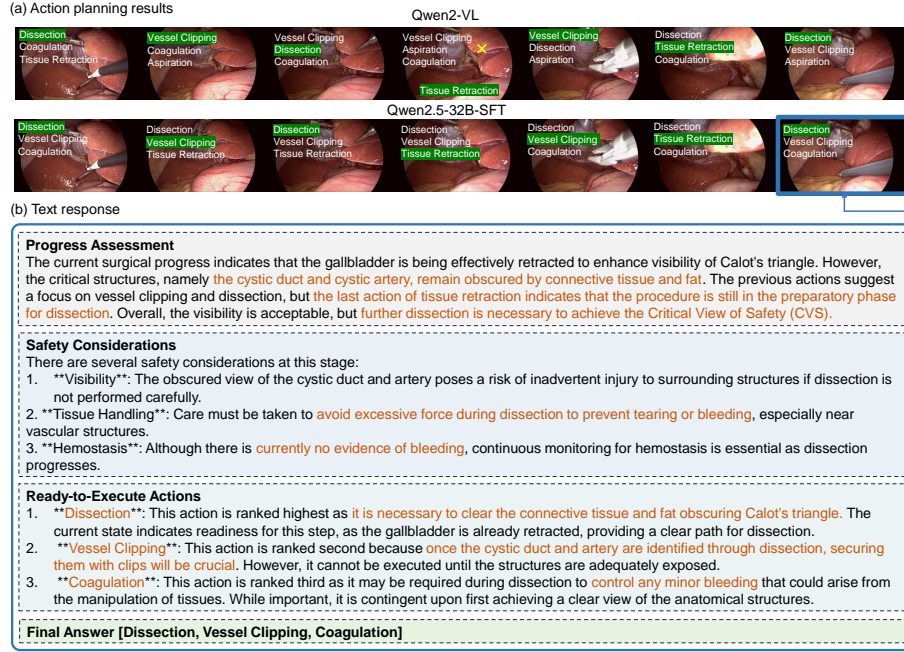 (a) Action planning results
Qwen2-VL
Dissection
Coagulation
Tissue Retraction
Vessel Clipping
Coagulation
Aspiration
Vessel Clipping
Dissection
Coagulation
Vessel Clipping
Aspiration
Coagulation
Tissue Retraction
Vessel Clipping
Dissection
Aspiration
Dissection
Tissue Retraction
Coagulation
Dissection
Vessel Clipping
Aspiration
Qwen2.5-32B-SFT
Dissection
Vessel Clipping
Coagulation
Dissection
Vessel Clipping
Tissue Retraction
Dissection
Vessel Clipping
Tissue Retraction
Dissection
Vessel Clipping
Tissue Retraction
Dissection
Vessel Clipping
Coagulation
Dissection
Tissue Retraction
Coagulation
Dissection
Vessel Clipping
Coagulation
(b) Text response
Progress Assessment
The current surgical progress indicates that the gallbladder is being effectively retracted to enhance visibility of Calot's triangle. However,
the critical structures, namely the cystic duct and cystic artery, remain obscured by connective tissue and fat. The previous actions suggest
a focus on vessel clipping and dissection, but the last action of tissue retraction indicates that the procedure is still in the preparatory phase
for dissection. Overall, the visibility is acceptable, but further dissection is necessary to achieve the Critical View of Safety (CVS).
Safety Considerations
There are several safety considerations at this stage:
1. **Visibility**: The obscured view of the cystic duct and artery poses a risk of inadvertent injury to surrounding structures if dissection is
not performed carefully.
2. **Tissue Handling**: Care must be taken to avoid excessive force during dissection to prevent tearing or bleeding, especially near
vascular structures.
3. **Hemostasis**: Although there is currently no evidence of bleeding, continuous monitoring for hemostasis is essential as dissection
progresses.
Ready-to-Execute Actions
1. **Dissection**: This action is ranked highest as it is necessary to clear the connective tissue and fat obscuring Calot's triangle. The
current state indicates readiness for this step, as the gallbladder is already retracted, providing a clear path for dissection.
2. **Vessel Clipping**: This action is ranked second because once the cystic duct and artery are identified through dissection, securing
them with clips will be crucial. However, it cannot be executed until the structures are adequately exposed.
3. **Coagulation**: This action is ranked third as it may be required during dissection to control any minor bleeding that could arise from
the manipulation of tissues. While important, it is contingent upon first achieving a clear view of the anatomical structures.
Final Answer [Dissection, Vessel Clipping, Coagulation]